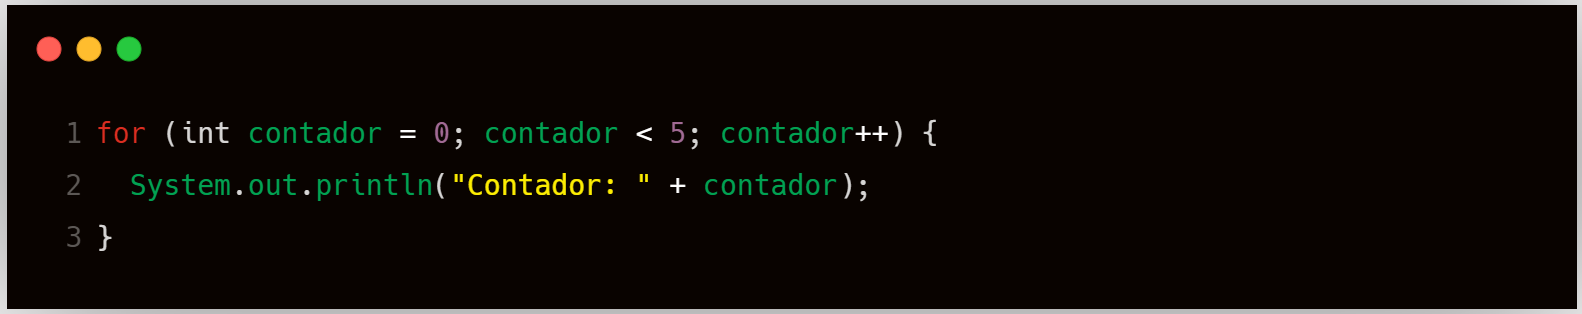 1 for (int contador = 0; contador < 5; contador++) {
2   System.out.println("Contador: " + contador);
3 }